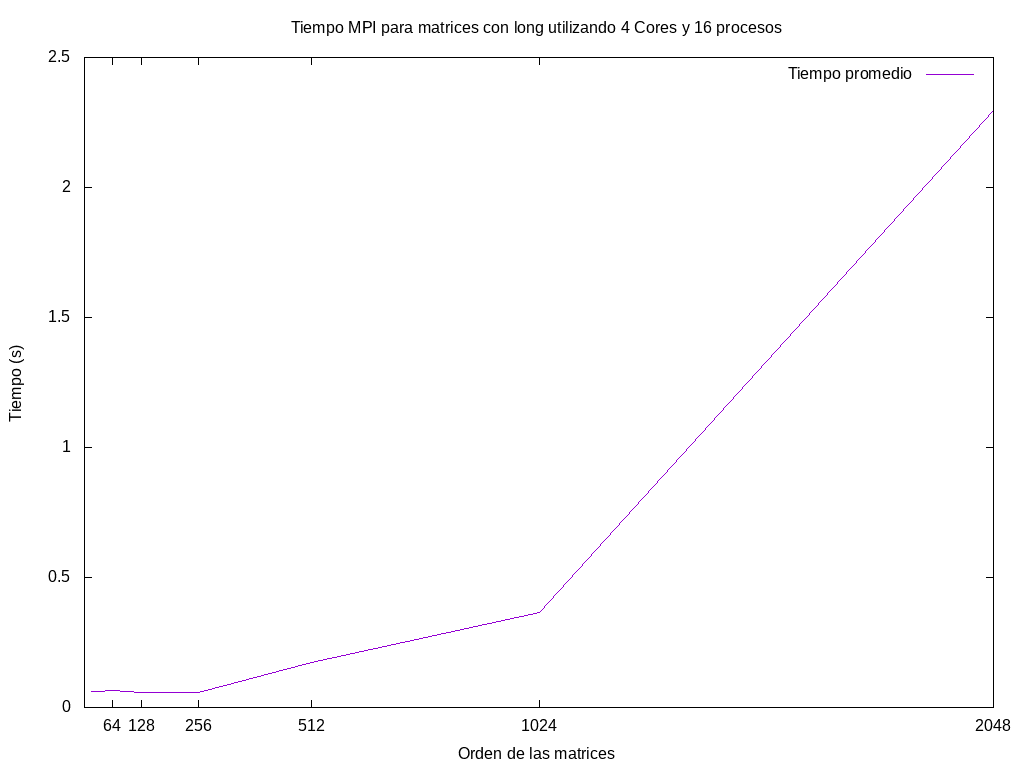 Tiempo MPI para matrices con long utilizando 4 Cores y 16 procesos
Tiempo promedio
2.5
2
1.5
1
0.5
0
Tiempo (s)
64 128 256 512 1024 2048
Orden de las matrices